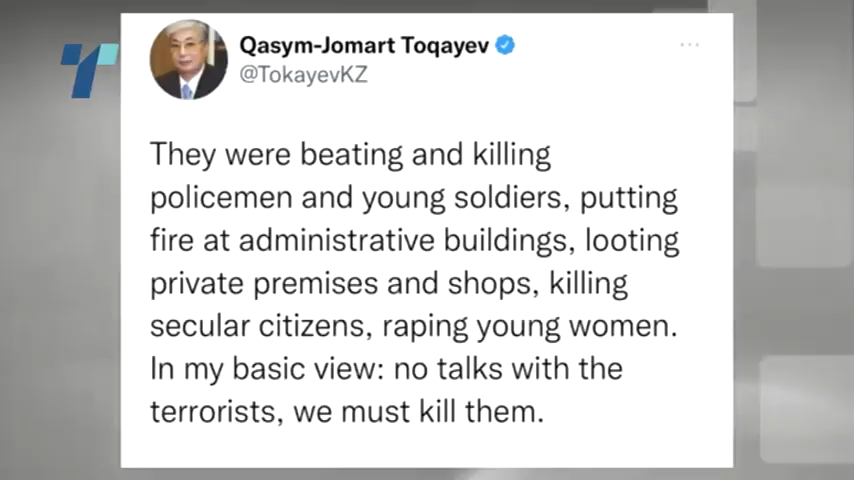 Qasym-Jomart Toqayev
@TokayevKZ
They were beating and killing
policemen and young soldiers, putting
fire at administrative buildings, looting
private premises and shops, killing
secular citizens, raping young women.
In my basic view: no talks with the
terrorists, we must kill them.